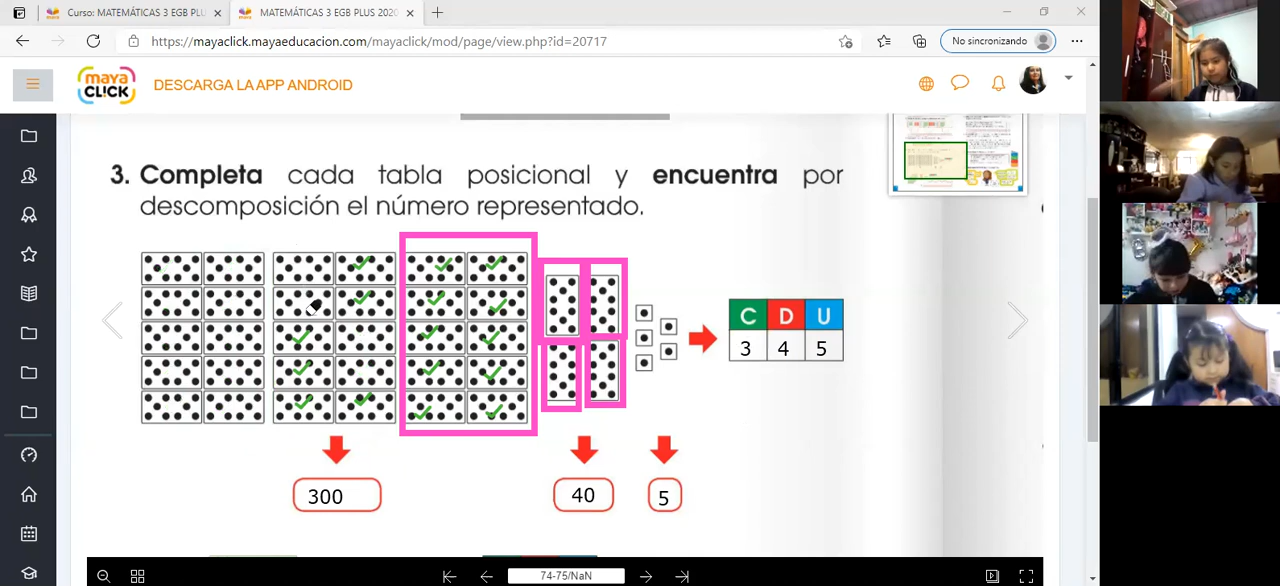 Curso: MATEMÁTICAS 3 EGB PLU
MATEMÁTICAS 3 EGB PLUS 2020
https://mayaclick.mayaeducacion.com/mayaclick/mod/page/view.php?id=20717
No sincronizando
maya CLiCK
DESCARGA LA APP ANDROID
3. Completa cada tabla posicional y encuentra por
descomposición el número representado.
C D U
3 4 5
300
40
5
74-75/NaN